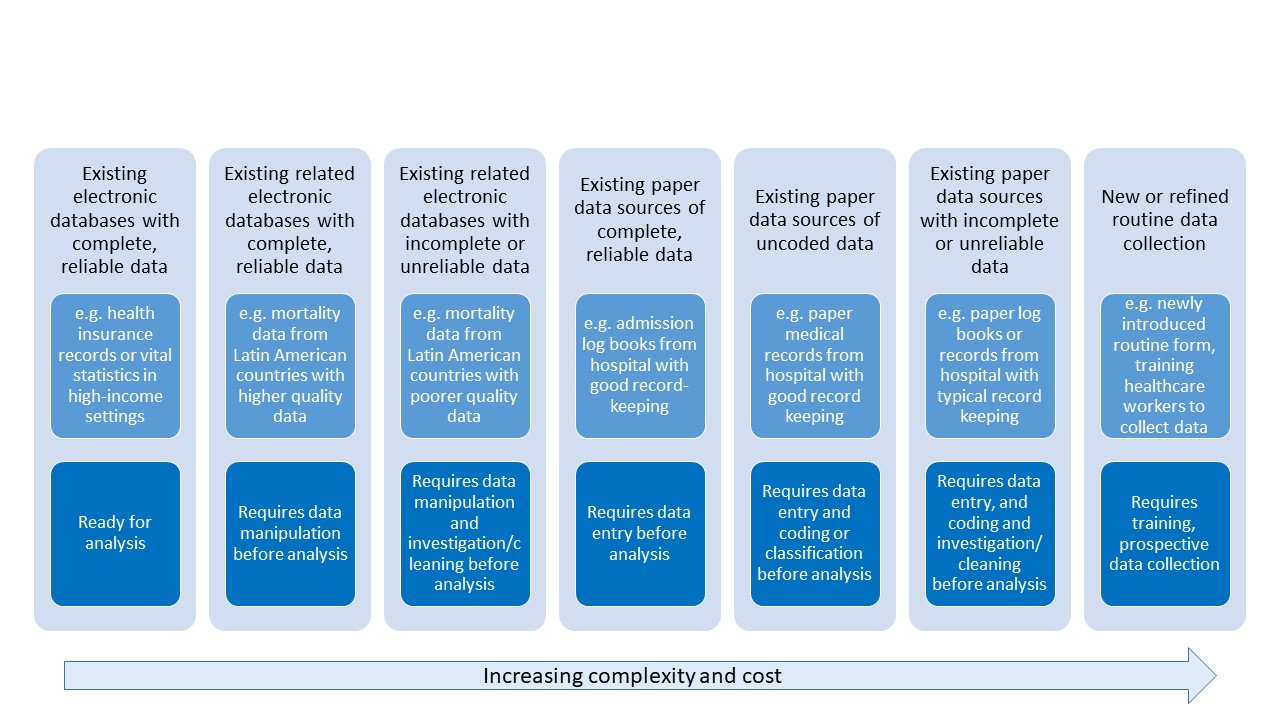 Existing
electronic
databases with
complete,
reliable data
e.g. health
insurance
records or vital
statistics in
high-income
settings
Ready for
analysis
Existing related
electronic
databases with
complete,
reliable data
e.g. mortality
data from
Latin American
countries with
higher quality
data
Requires data
manipulation
before analysis
Existing related
electronic
databases with
incomplete or
unreliable data
e.g. mortality
data from
Latin American
countries with
poorer quality
data
Requires data
manipulation
and
investigation/c
leaning before
analysis
Existing paper
data sources of
complete,
reliable data
e.g. admission
log books from
hospital with
good record-
keeping
Requires data
entry before
analysis
Existing paper
data sources of
uncoded data
e.g. paper
medical
records from
hospital with
good record
keeping
Requires data
entry and
coding or
classification
before analysis
Existing paper
data sources
with incomplete
or unreliable
data
e.g. paper log
books or
records from
hospital with
typical record
keeping
Requires data
entry, and
coding and
investigation/
cleaning
before analysis
New or refined
routine data
collection
e.g. newly
introduced
routine form,
training
healthcare
workers to
collect data
Requires
training,
prospective
data collection
Increasing complexity and cost